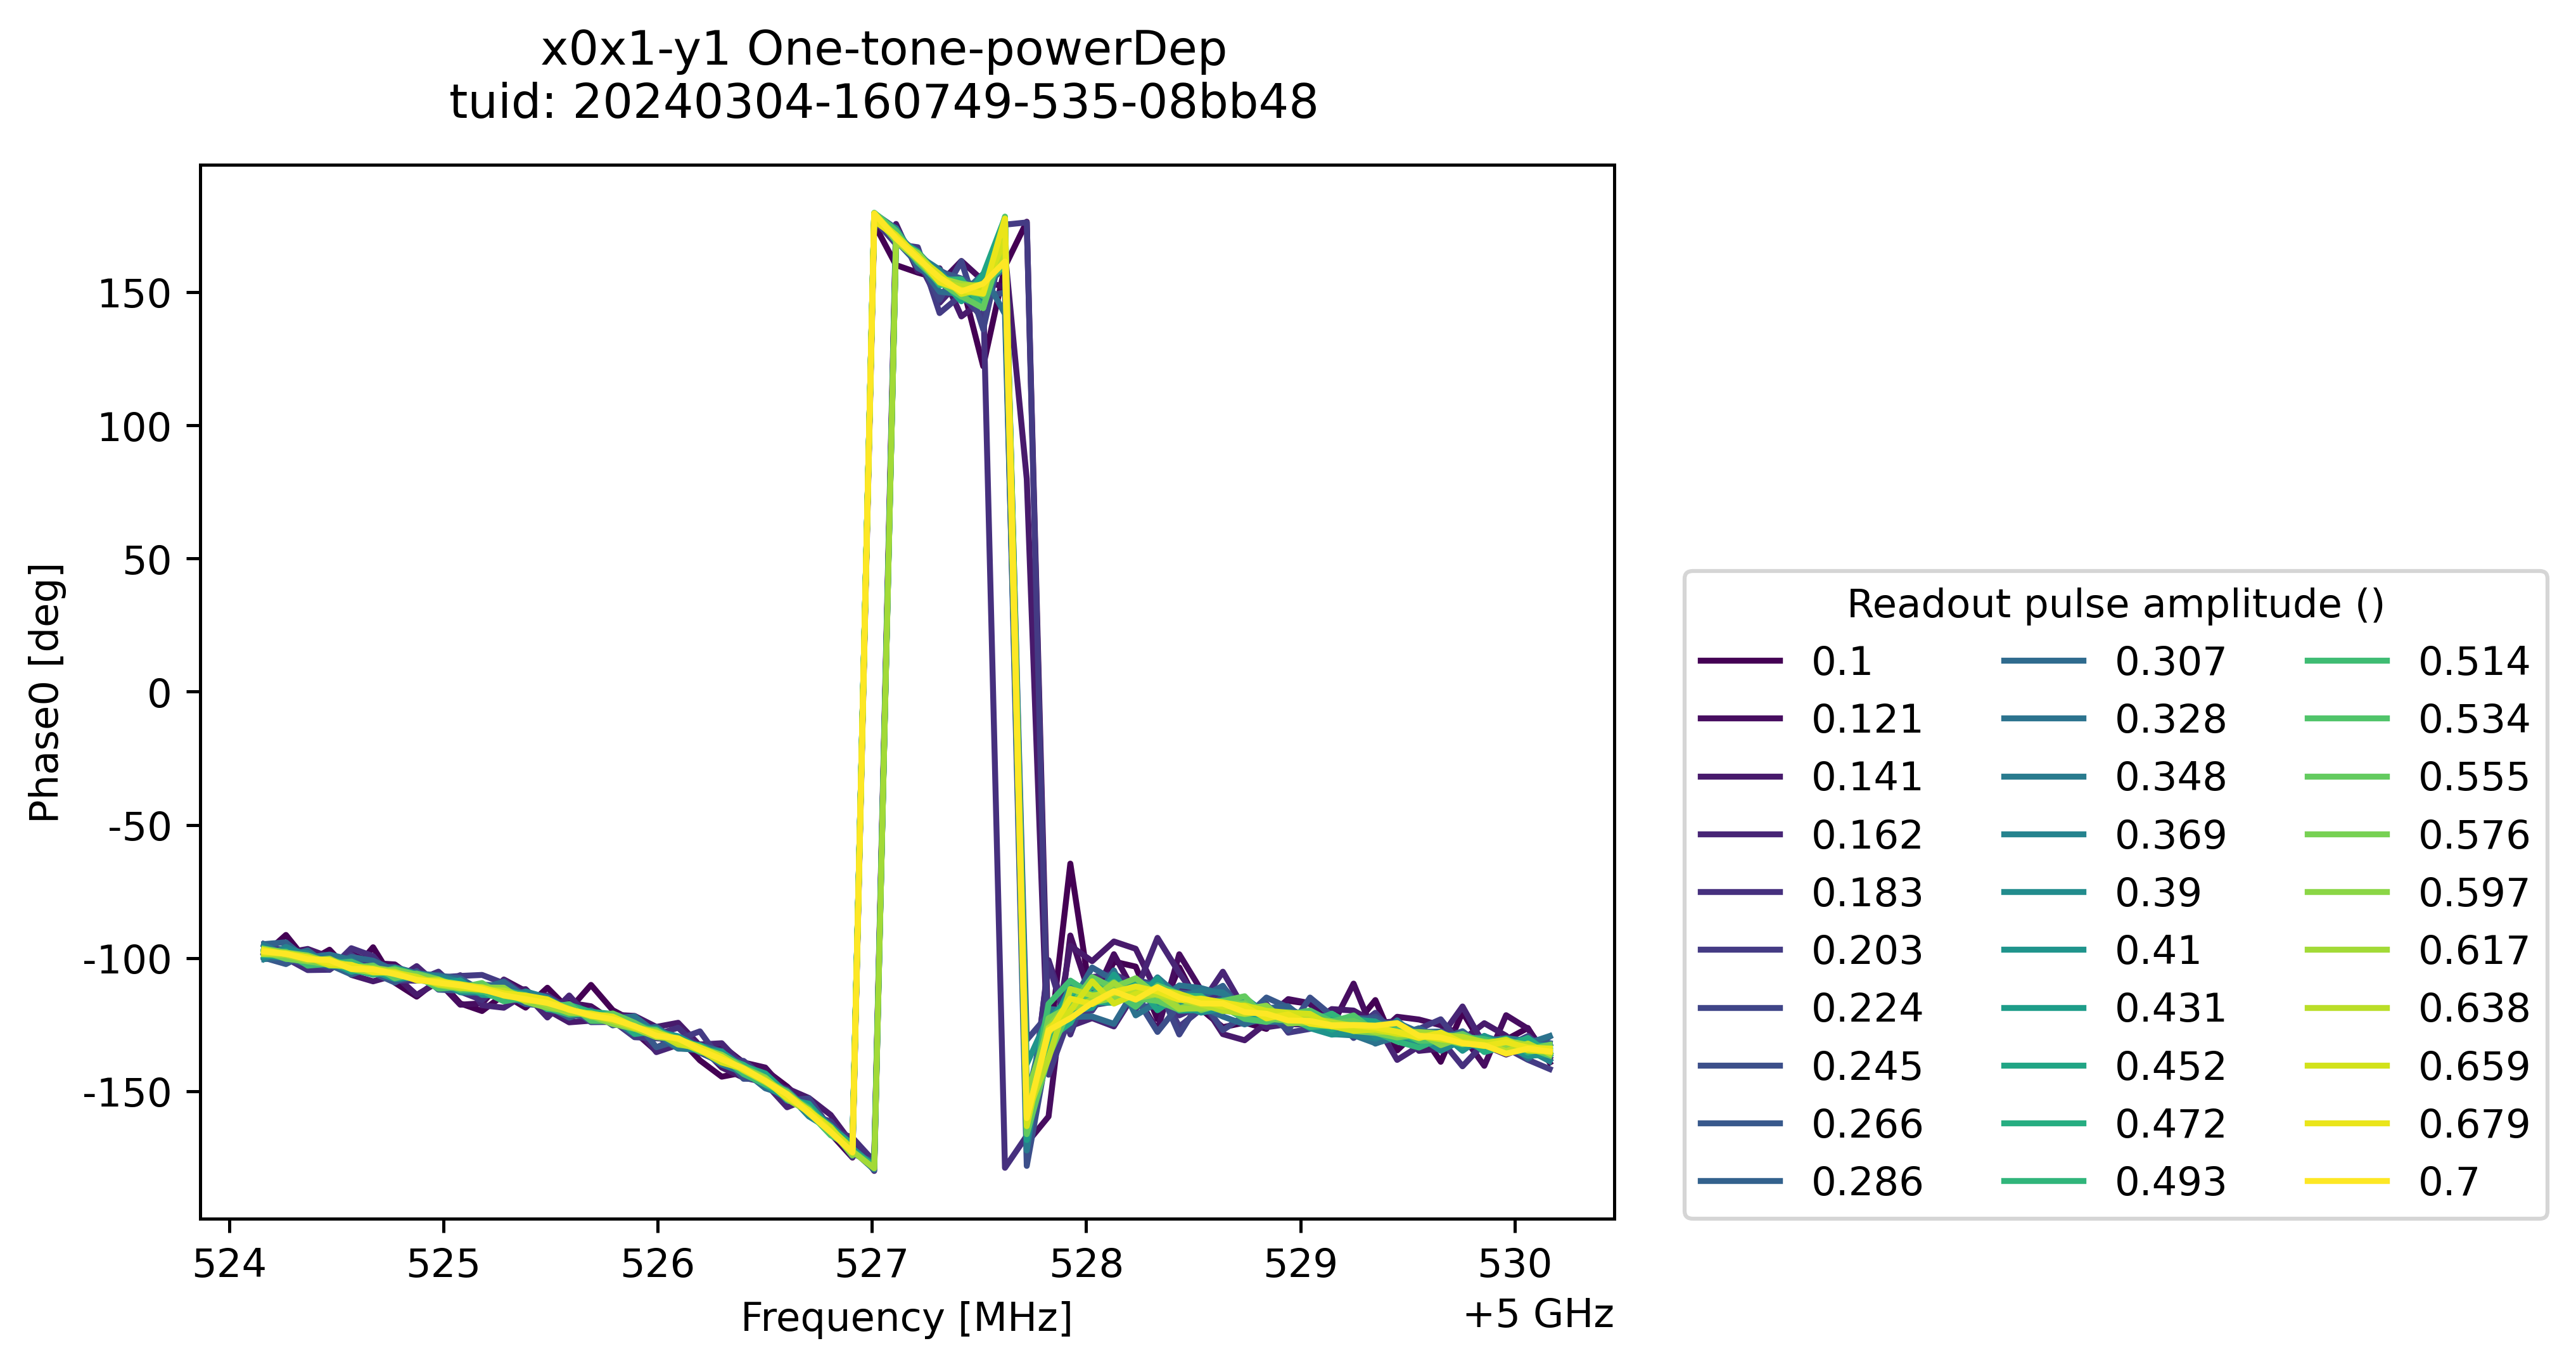 x0x1-y1 One-tone-powerDep
tuid: 20240304-160749-535-08bb48
Phase0 [deg]
150
100
50
0
-50
-100
-150
524 525 526 527 528 529 530
Frequency [MHz]
+5 GHz
Readout pulse amplitude ()
0.1 0.307 0.514
0.121 0.328 0.534
0.141 0.348 0.555
0.162 0.369 0.576
0.183 0.39 0.597
0.203 0.41 0.617
0.224 0.431 0.638
0.245 0.452 0.659
0.266 0.472 0.679
0.286 0.493 0.7